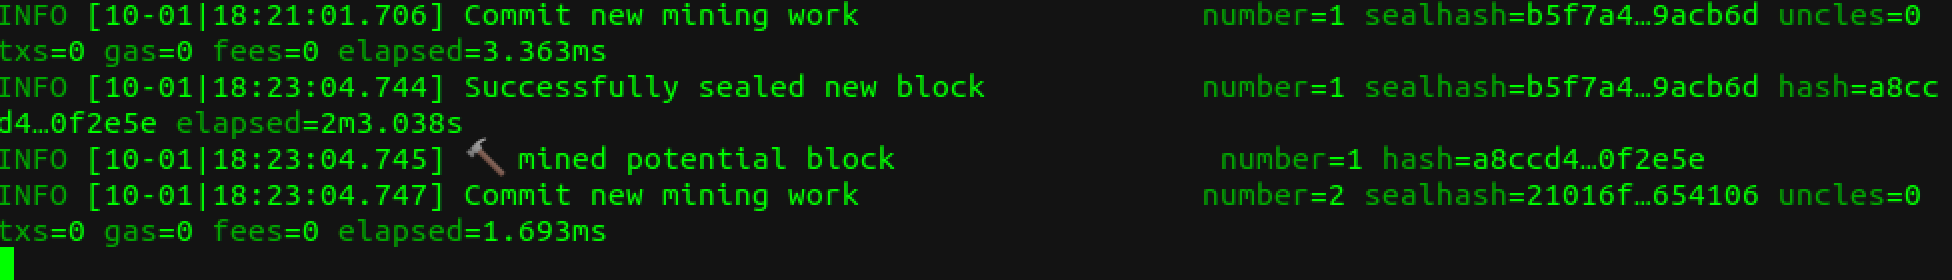 INFO [10-01|18:21:01.706] Commit new mining work                   number=1 sealhash=b5f7a4…9acb6d uncles=0
txs=0 gas=0 fees=0 elapsed=3.363ms
INFO [10-01|18:23:04.744] Successfully sealed new block            number=1 sealhash=b5f7a4…9acb6d hash=a8cc
d4…0f2e5e elapsed=2m3.038s
INFO [10-01|18:23:04.745] 🔨 mined potential block                  number=1 hash=a8ccd4…0f2e5e
INFO [10-01|18:23:04.747] Commit new mining work                   number=2 sealhash=21016f…654106 uncles=0
txs=0 gas=0 fees=0 elapsed=1.693ms